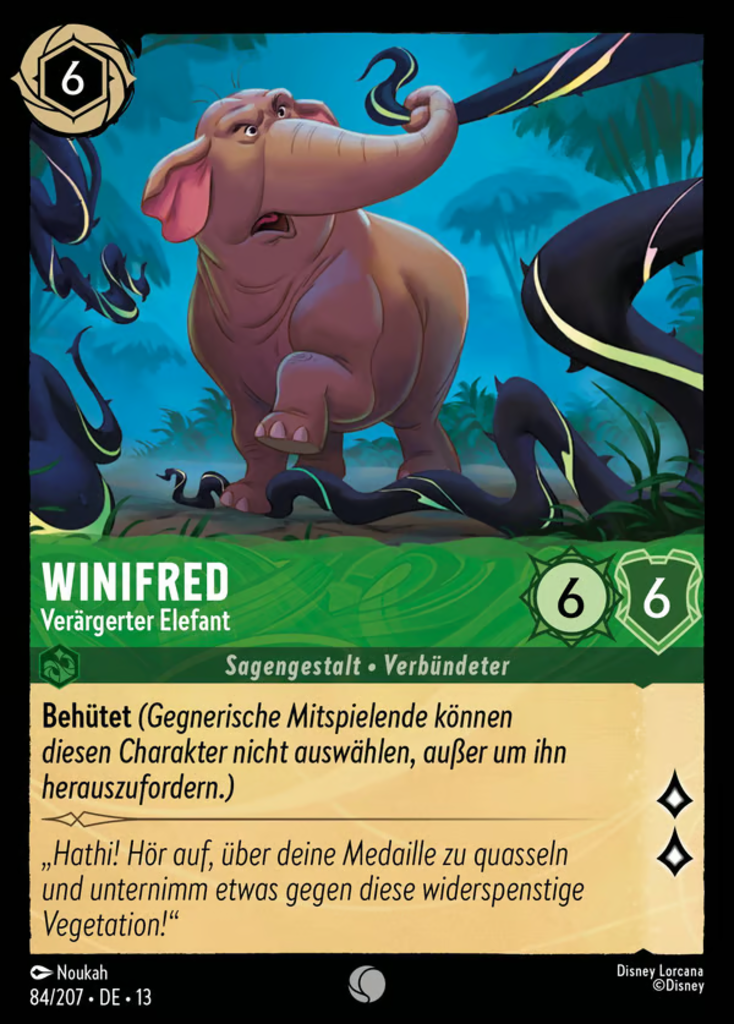 6
WINIFRED
Verärgerter Elefant
6
6
Sagengestalt • Verbündeter
Behütet (Gegnerische Mitspielende können
diesen Charakter nicht auswählen, außer um ihn
herauszufordern.)
„Hathi! Hör auf, über deine Medaille zu quasseln
und unternimm etwas gegen diese widerspenstige
Vegetation!“
Noukah
84/207 • DE • 13
Disney Lorcana
©Disney